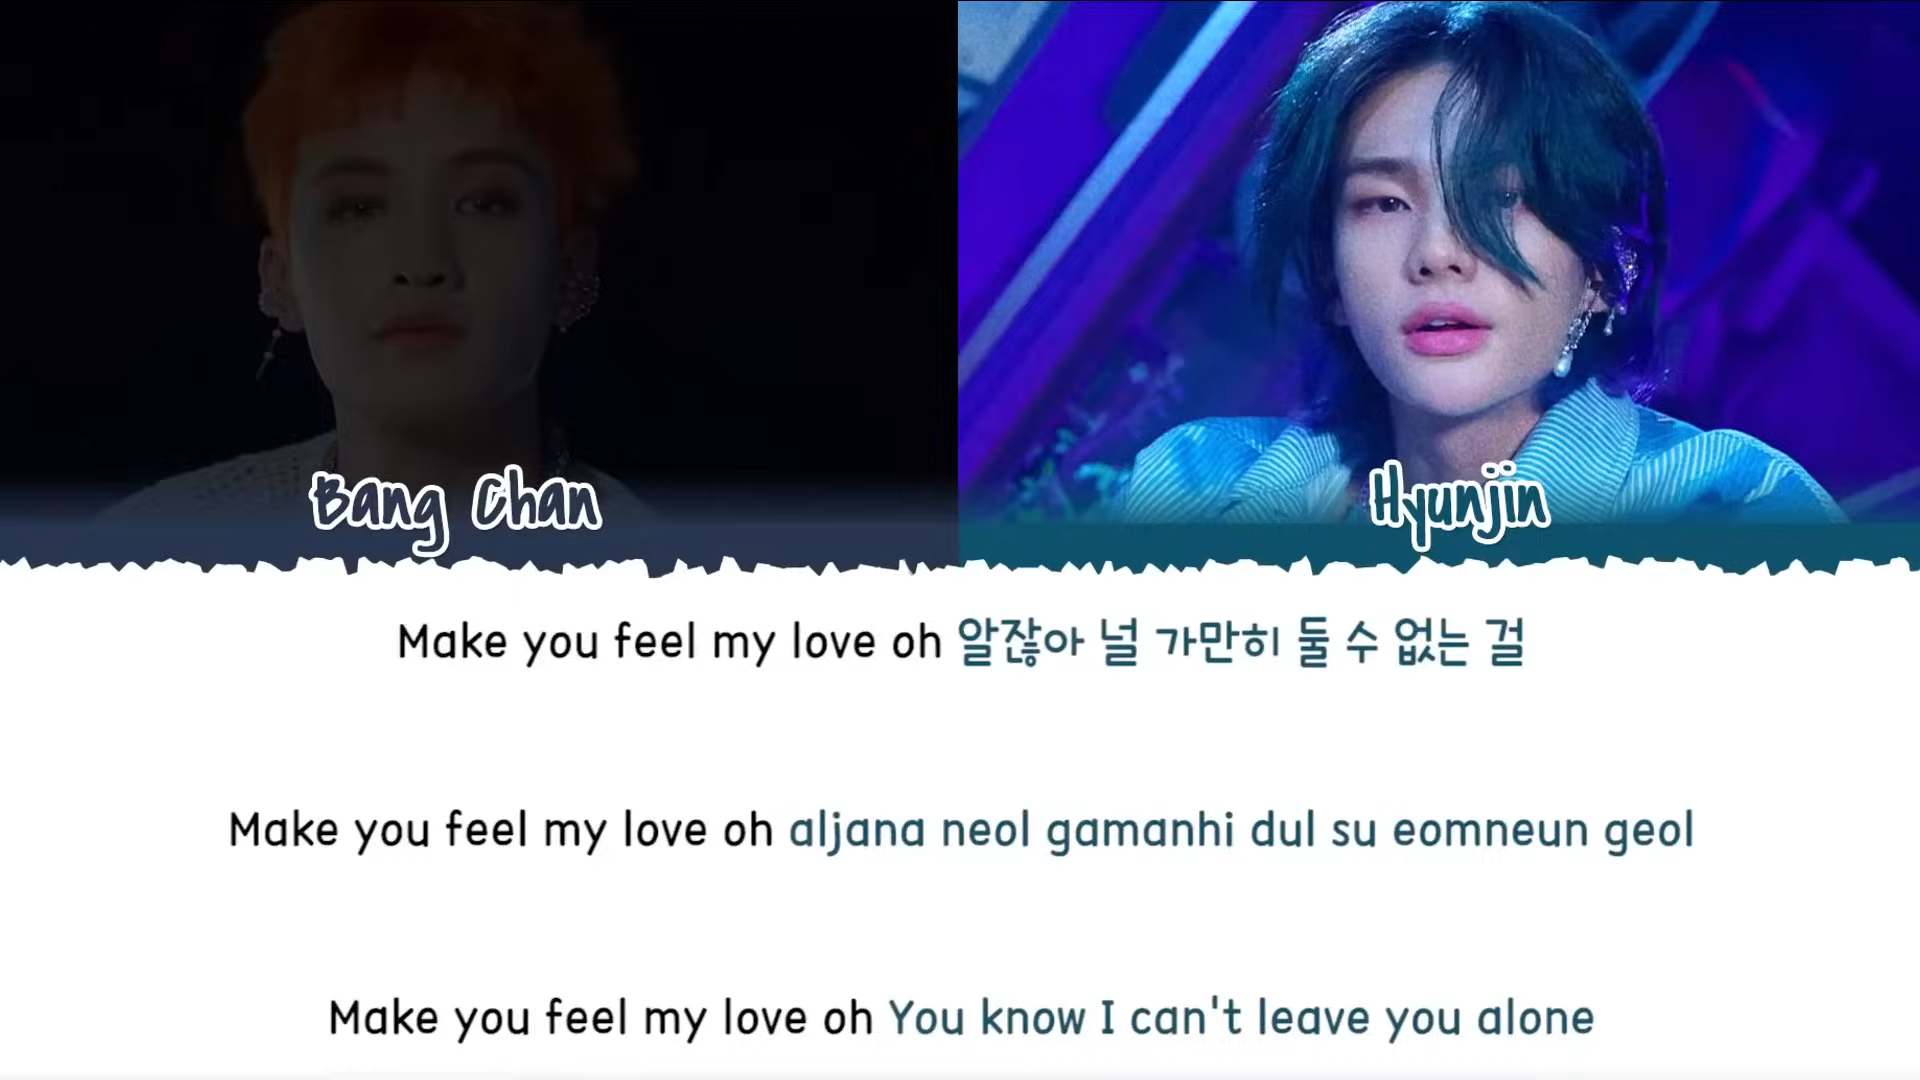 Bang Chan
Hyunjin
Make you feel my love oh 알잖아 널 가만히 둘 수 없는 걸
Make you feel my love oh aljana neol gamanhi dul su eomneun geol
Make you feel my love oh You know I can't leave you alone